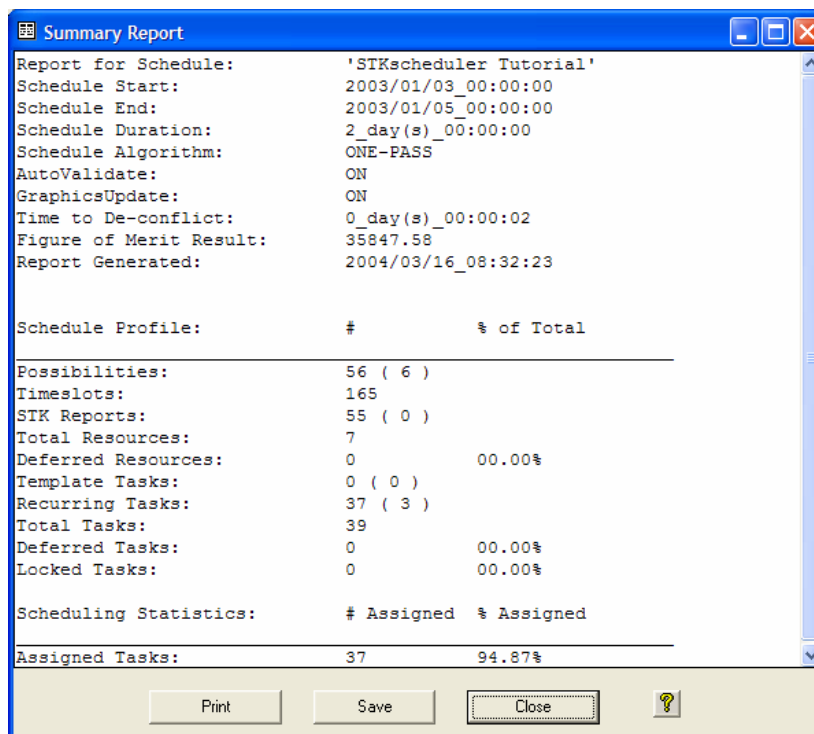 Summary Report
Report for Schedule: 'STKscheduler Tutorial'
Schedule Start: 2003/01/03_00:00:00
Schedule End: 2003/01/05_00:00:00
Schedule Duration: 2_day(s)_00:00:00
Schedule Algorithm: ONE-PASS
AutoValidate: ON
GraphicsUpdate: ON
Time to De-conflict: 0_day(s)_00:00:02
Figure of Merit Result: 35847.58
Report Generated: 2004/03/16_08:32:23
Schedule Profile: # % of Total
Possibilities: 56 ( 6 )
Timeslots: 165
STK Reports: 55 ( 0 )
Total Resources: 7
Deferred Resources: 0 00.00%
Template Tasks: 0 ( 0 )
Recurring Tasks: 37 ( 3 )
Total Tasks: 39
Deferred Tasks: 0 00.00%
Locked Tasks: 0 00.00%
Scheduling Statistics: # Assigned % Assigned
Assigned Tasks: 37 94.87%
Print Save Close ?